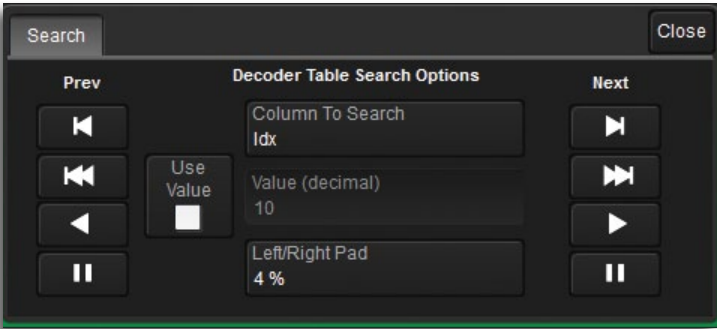 Search
Close
Prev
Decoder Table Search Options
Next
Column To Search
Idx
Use
Value
Value (decimal)
10
Left/Right Pad
4 %